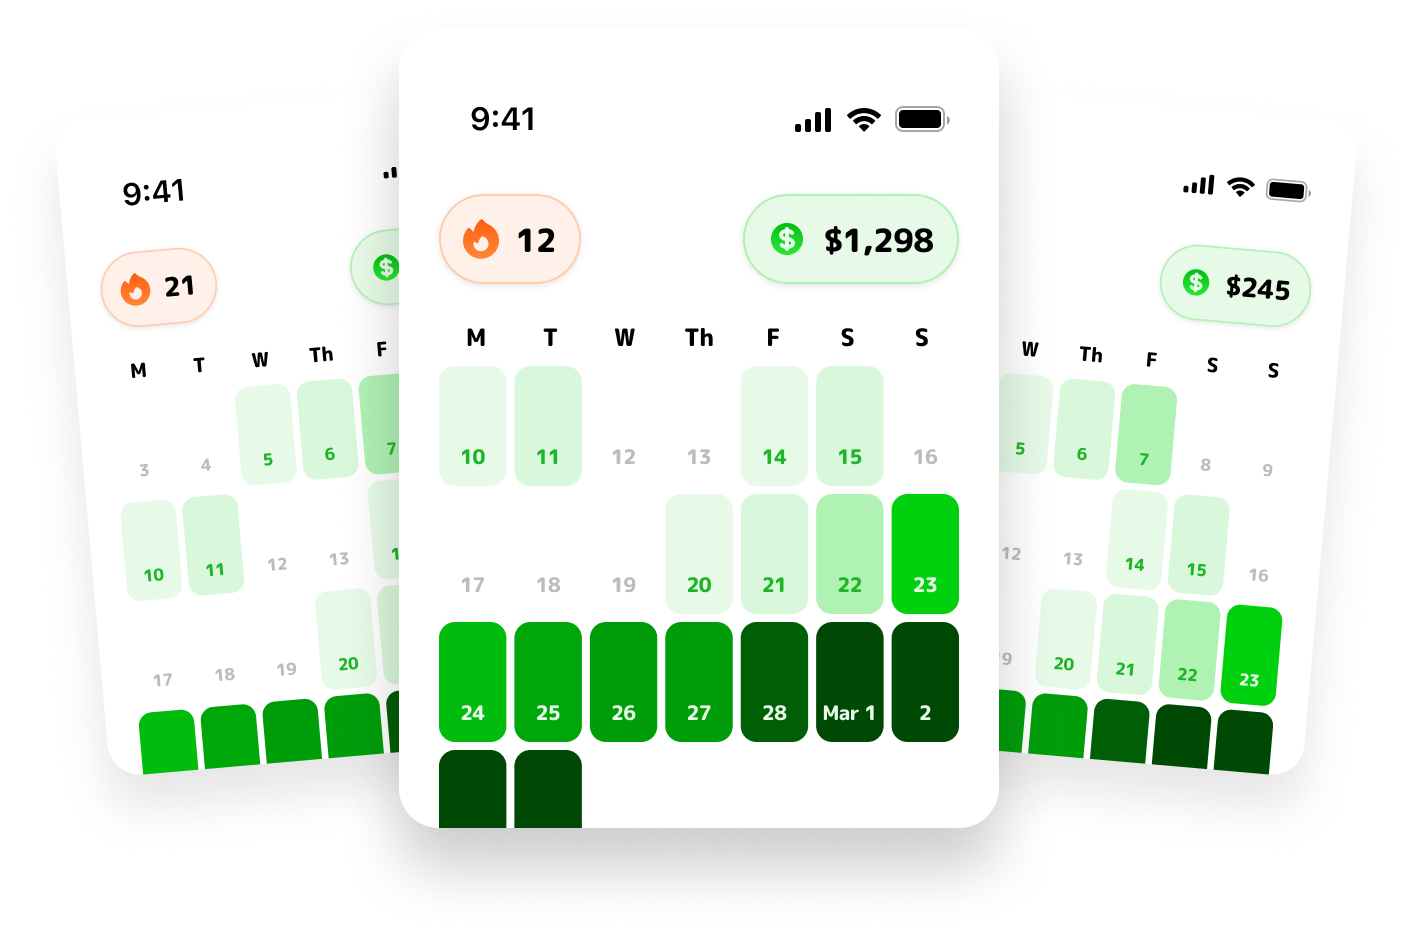 9:41
21
M T W Th F
3 4 5 6 7
10 11 12 13
17 18 19 20
9:41
12 $1,298
M T W Th F S S
10 11 12 13 14 15 16
17 18 19 20 21 22 23
24 25 26 27 28 Mar 1 2
$245
W Th F S S
5 6 7 8 9
12 13 14 15 16
20 21 22 23